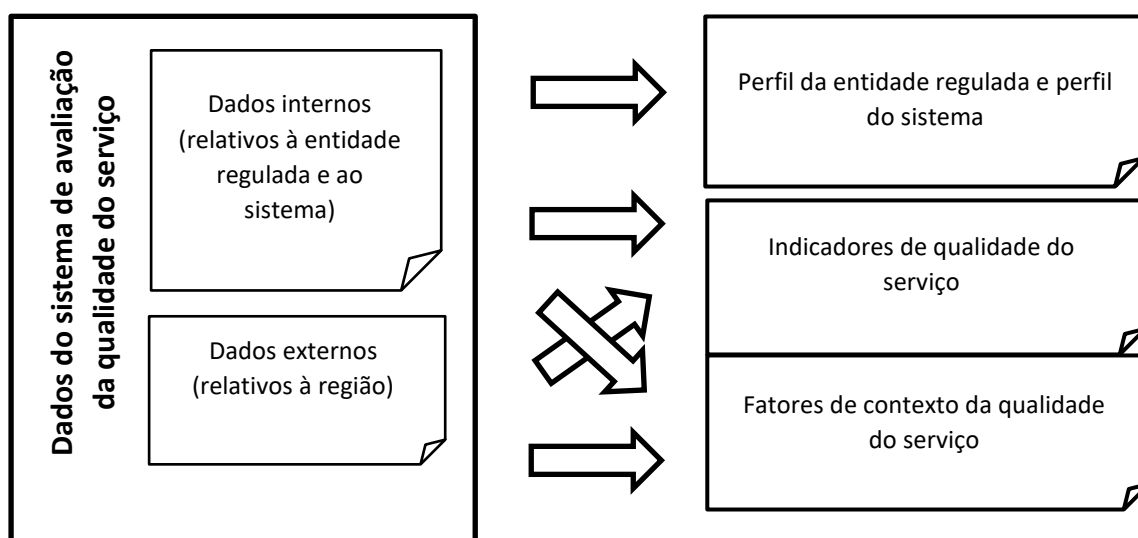 Dados do sistema de avaliação
da qualidade do serviço
Dados internos
(relativos à entidade
regulada e ao
sistema)
Dados externos
(relativos à região)
Perfil da entidade regulada e perfil
do sistema
Indicadores de qualidade do
serviço
Fatores de contexto da qualidade
do serviço